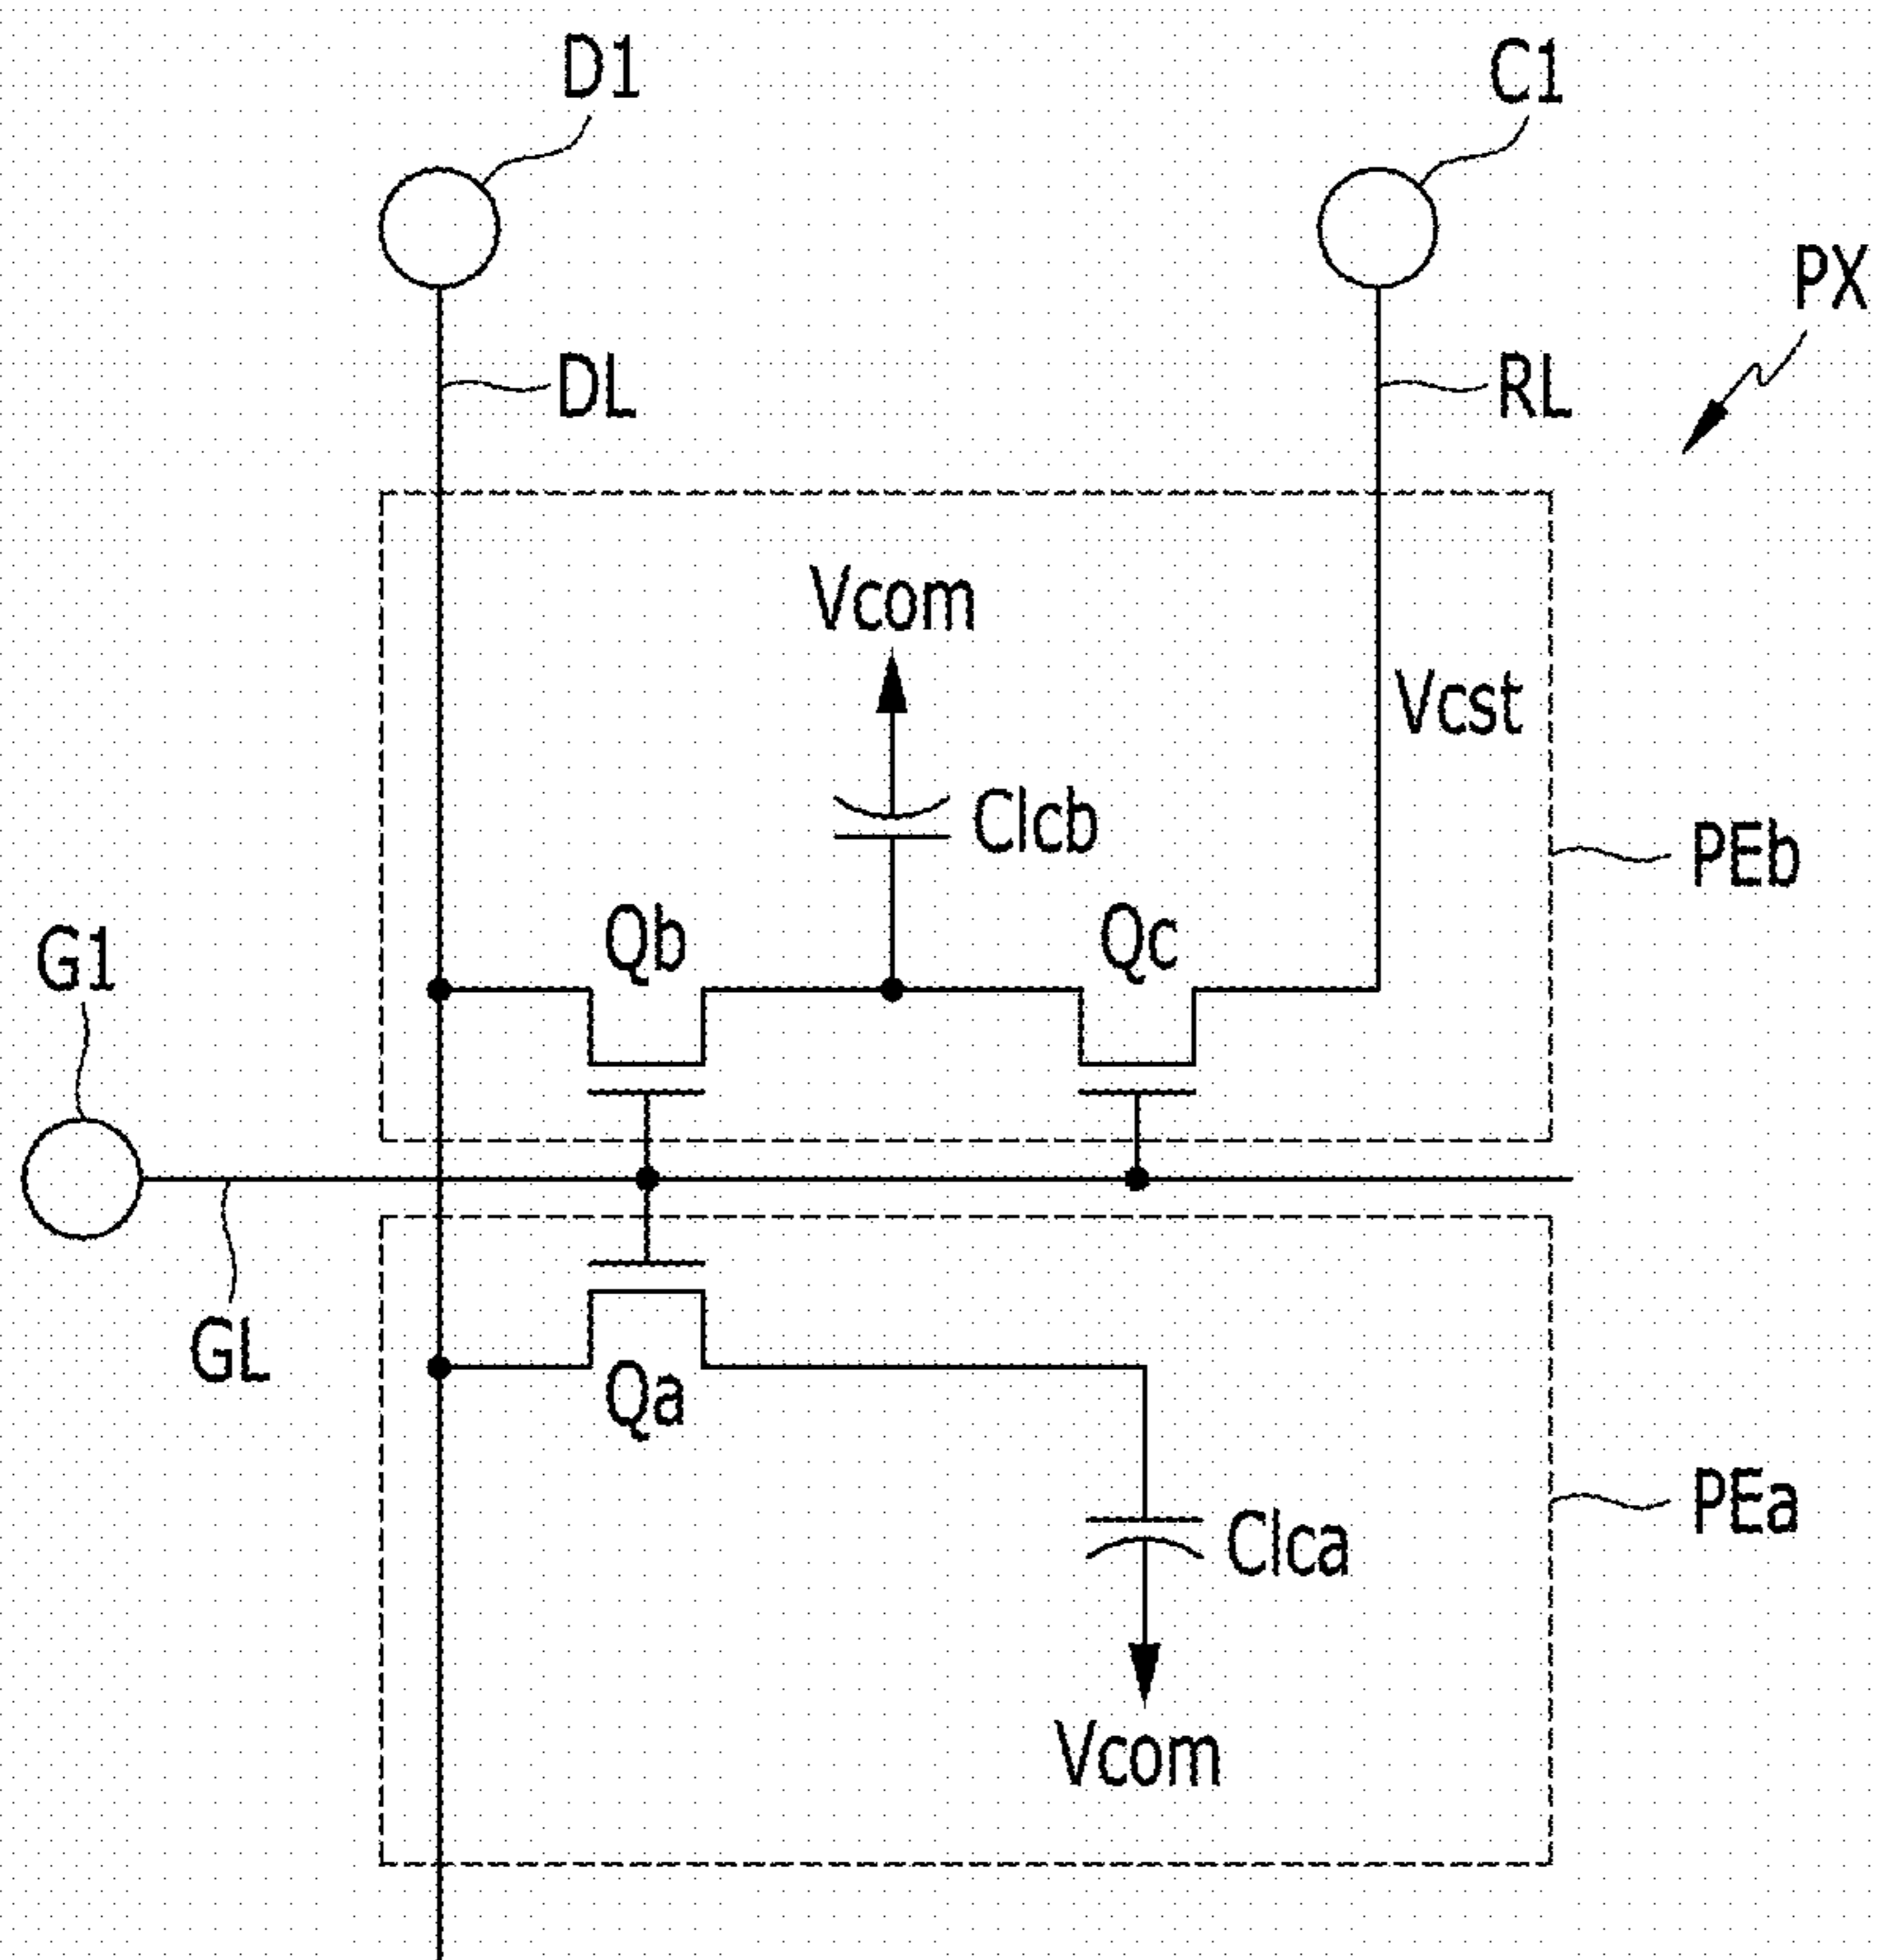 D1
C1
PX
DL
RL
Vcom
Vcst
Clcb
PEb
Qb
Qc
G1
GL
Qa
PEa
Clca
Vcom